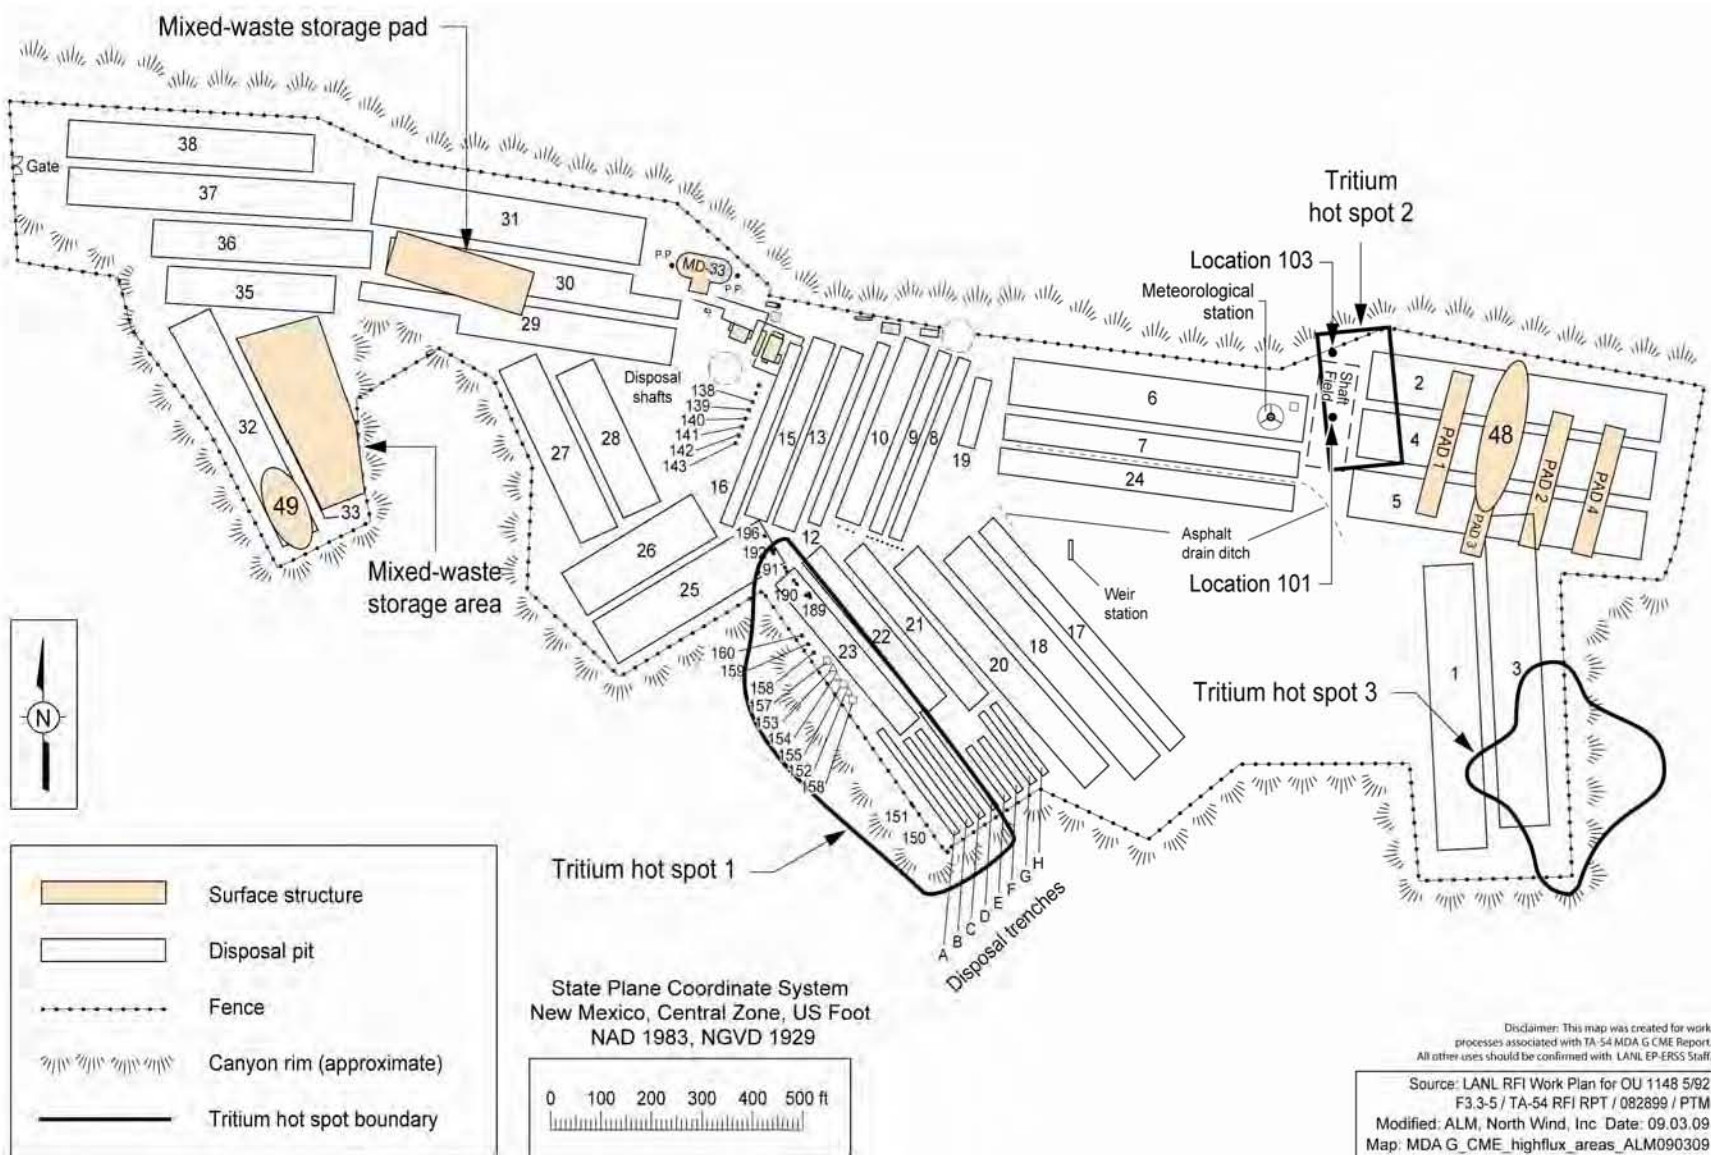 Mixed-waste storage pad
38
Gate
37
31
36
35
30
29
P.P.
MD-33
P.P.
Tritium
hot spot 2
Location 103
Meteorological
station
Shaft
Field
2
4
5
6
7
24
48
PAD 1
PAD 2
PAD 3
PAD 4
32
49
33
Mixed-waste
storage area
27
28
26
25
Disposal
shafts
138
139
140
141
142
143
16
15
13
12
10
9
8
19
Asphalt
drain ditch
Location 101
Weir
station
196
192
191
190
189
160
159
158
157
153
154
155
152
158
151
150
23
22
21
20
18
17
1
3
Tritium hot spot 3
Tritium hot spot 1
A
B
C
D
E
F
G
H
Disposal trenches
N
Surface structure
Disposal pit
Fence
Canyon rim (approximate)
Tritium hot spot boundary
State Plane Coordinate System
New Mexico, Central Zone, US Foot
NAD 1983, NGVD 1929
0 100 200 300 400 500 ft
Disclaimer: This map was created for work
processes associated with TA-54 MDA G CME Report.
All other uses should be confirmed with LANL EP-ERSS Staff.
Source: LANL RFI Work Plan for OU 1148 5/92
F3.3-5 / TA-54 RFI RPT / 082899 / PTM
Modified: ALM, North Wind, Inc Date: 09.03.09
Map: MDA G_CME_highflux_areas_ALM090309